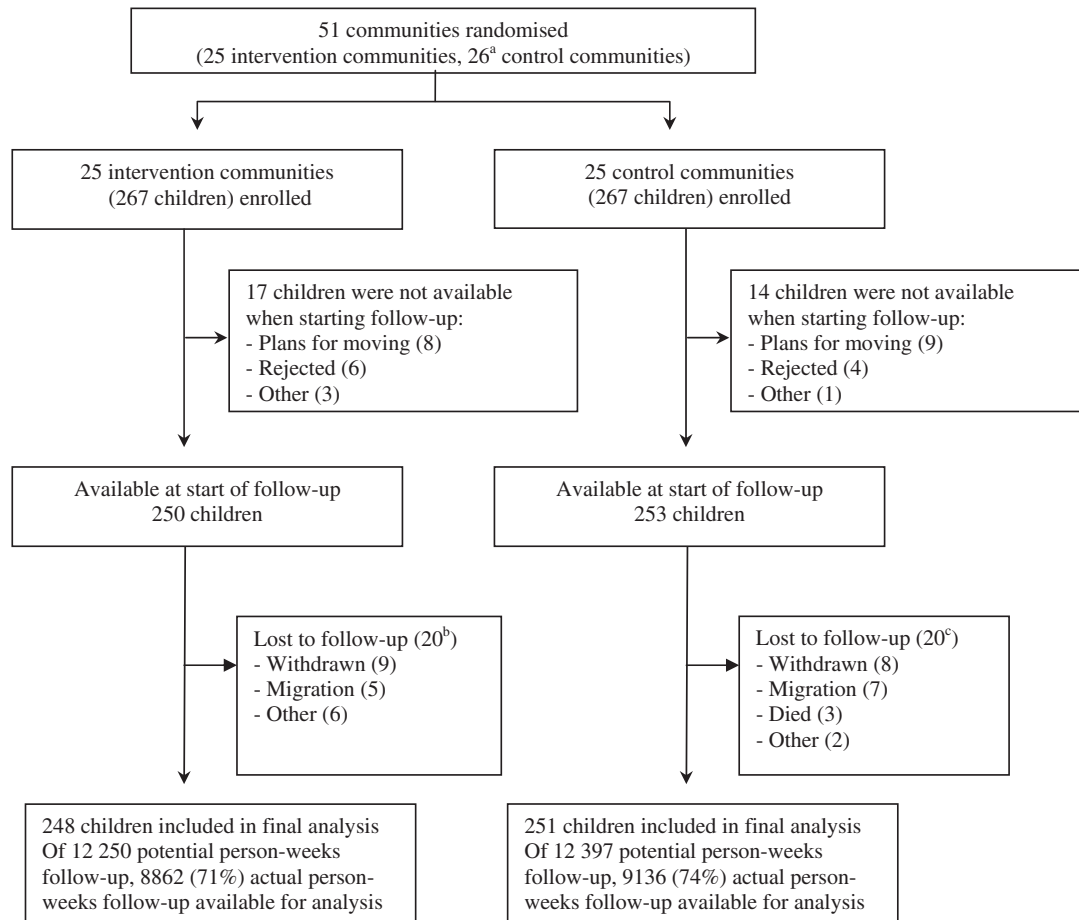 51 communities randomised
(25 intervention communities, 26ᵃ control communities)
25 intervention communities
(267 children) enrolled
25 control communities
(267 children) enrolled
17 children were not available
when starting follow-up:
- Plans for moving (8)
- Rejected (6)
- Other (3)
14 children were not available
when starting follow-up:
- Plans for moving (9)
- Rejected (4)
- Other (1)
Available at start of follow-up
250 children
Available at start of follow-up
253 children
Lost to follow-up (20ᵇ)
- Withdrawn (9)
- Migration (5)
- Other (6)
Lost to follow-up (20ᶜ)
- Withdrawn (8)
- Migration (7)
- Died (3)
- Other (2)
248 children included in final analysis
Of 12 250 potential person-weeks
follow-up, 8862 (71%) actual person-
weeks follow-up available for analysis
251 children included in final analysis
Of 12 397 potential person-weeks
follow-up, 9136 (74%) actual person-
weeks follow-up available for analysis